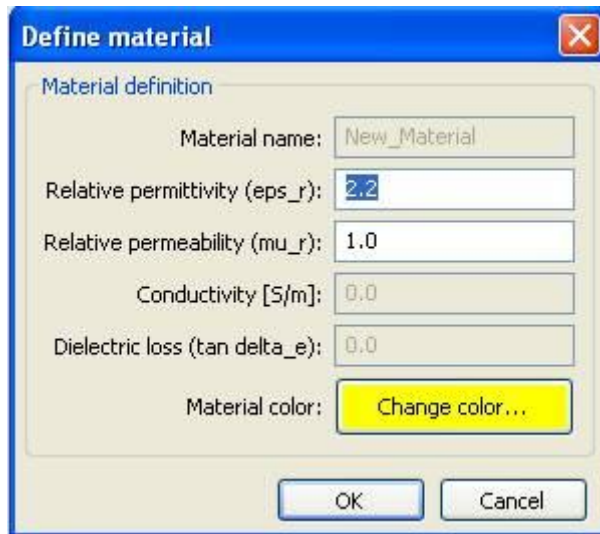 Define material
Material definition
Material name: New_Material
Relative permittivity (eps_r): 2.2
Relative permeability (mu_r): 1.0
Conductivity [S/m]: 0.0
Dielectric loss (tan delta_e): 0.0
Material color: Change color...
OK Cancel